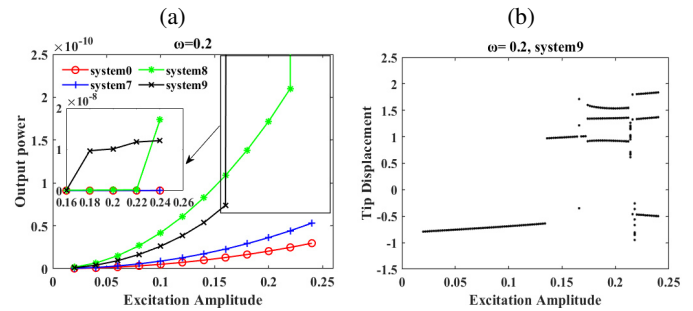 (a)
ω=0.2
×10⁻¹⁰
2.5
2
1.5
1
0.5
0
Output power
system0
system8
system7
system9
×10⁻⁸
2
1
0
0.16 0.18 0.2 0.22 0.24 0.26
0 0.05 0.1 0.15 0.2 0.25
Excitation Amplitude
(b)
ω= 0.2, system9
2.5
2
1.5
1
0.5
0
-0.5
-1
-1.5
Tip Displacement
0 0.05 0.1 0.15 0.2 0.25
Excitation Amplitude